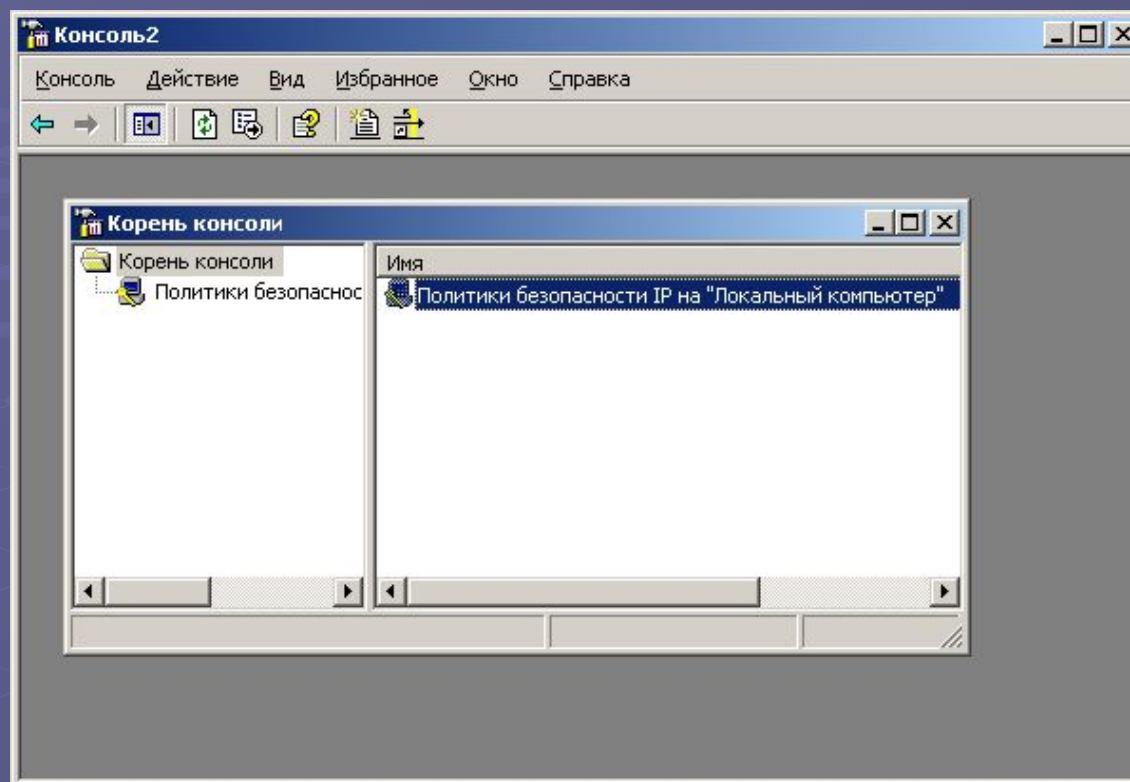 Консоль2
Консоль Действие Вид Избранное Окно Справка
Корень консоли
Корень консоли
Политики безопаснос
Имя
Политики безопасности IP на "Локальный компьютер"